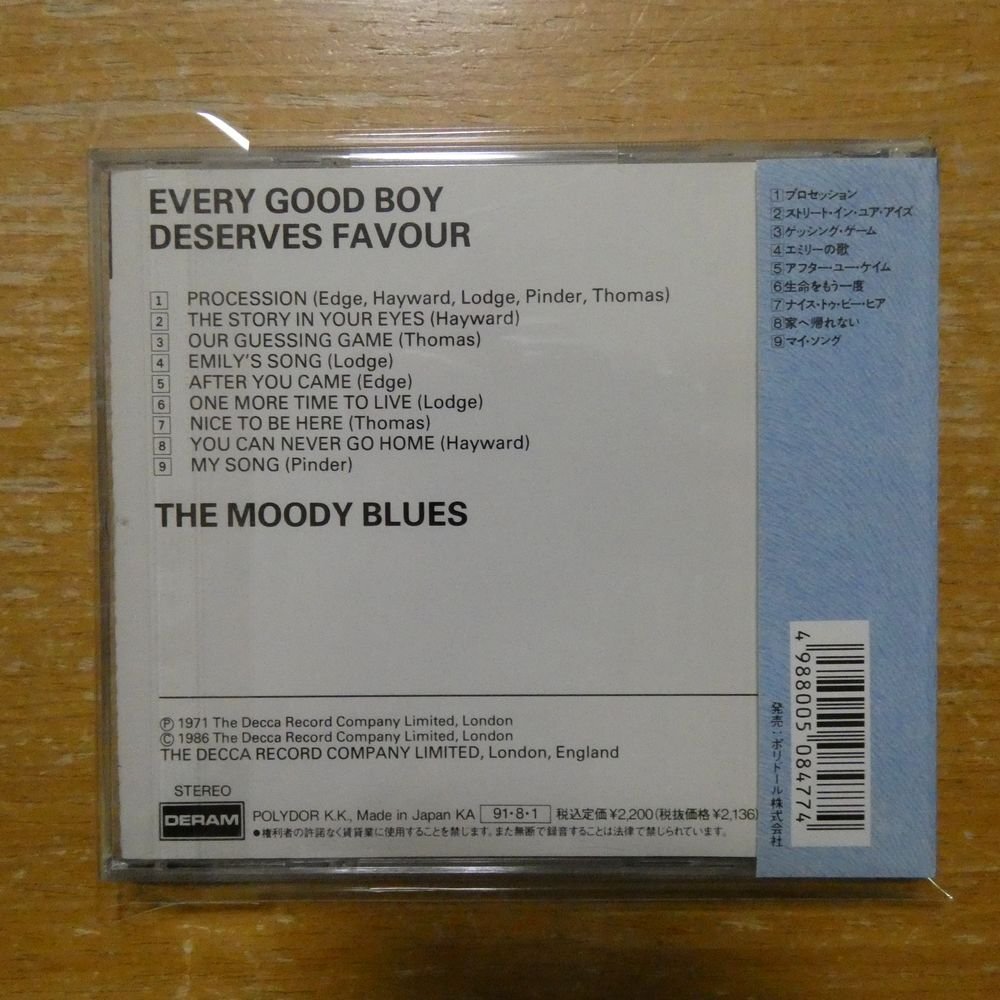 EVERY GOOD BOY
DESERVES FAVOUR
1 PROCESSION (Edge, Hayward, Lodge, Pinder, Thomas)
2 THE STORY IN YOUR EYES (Hayward)
3 OUR GUESSING GAME (Thomas)
4 EMILY'S SONG (Lodge)
5 AFTER YOU CAME (Edge)
6 ONE MORE TIME TO LIVE (Lodge)
7 NICE TO BE HERE (Thomas)
8 YOU CAN NEVER GO HOME (Hayward)
9 MY SONG (Pinder)
THE MOODY BLUES
Ⓟ 1971 The Decca Record Company Limited, London
© 1986 The Decca Record Company Limited, London
THE DECCA RECORD COMPANY LIMITED, London, England
STEREO
DERAM
POLYDOR K.K., Made in Japan KA 91・8・1 税込定価¥2,200(税抜価格¥2,136)
●権利者の許諾なく賃貸業に使用することを禁じます。また無断で録音することは法律で禁じられています。
1 プロセッション
2 ストリート・イン・ユア・アイズ
3 ゲッシング・ゲーム
4 エミリーの歌
5 アフター・ユー・ケイム
6 生命をもう一度
7 ナイス・トゥ・ビー・ヒア
8 家へ帰れない
9 マイ・ソング
4988005084774
発売:ポリドール株式会社